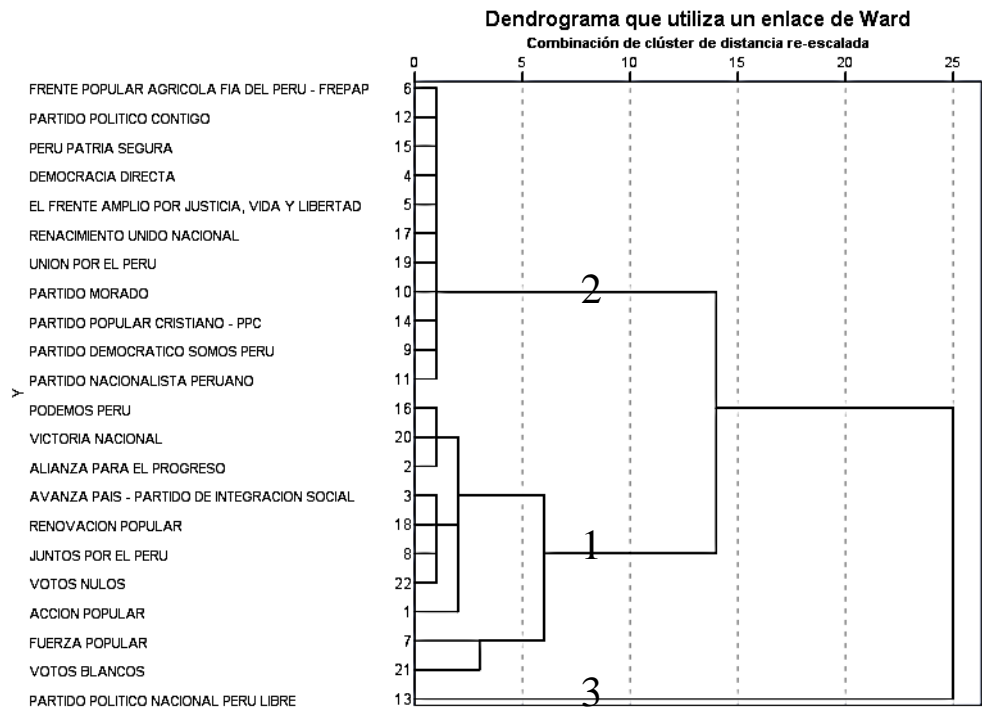 Dendrograma que utiliza un enlace de Ward
Combinación de clúster de distancia re-escalada
0 5 10 15 20 25
FRENTE POPULAR AGRICOLA FIA DEL PERU - FREPAP 6
PARTIDO POLITICO CONTIGO 12
PERU PATRIA SEGURA 15
DEMOCRACIA DIRECTA 4
EL FRENTE AMPLIO POR JUSTICIA, VIDA Y LIBERTAD 5
RENACIMIENTO UNIDO NACIONAL 17
UNION POR EL PERU 19
PARTIDO MORADO 10 2
PARTIDO POPULAR CRISTIANO - PPC 14
PARTIDO DEMOCRATICO SOMOS PERU 9
PARTIDO NACIONALISTA PERUANO 11
Y
PODEMOS PERU 16
VICTORIA NACIONAL 20
ALIANZA PARA EL PROGRESO 2
AVANZA PAIS - PARTIDO DE INTEGRACION SOCIAL 3
RENOVACION POPULAR 18
JUNTOS POR EL PERU 8 1
VOTOS NULOS 22
ACCION POPULAR 1
FUERZA POPULAR 7
VOTOS BLANCOS 21
PARTIDO POLITICO NACIONAL PERU LIBRE 13 3